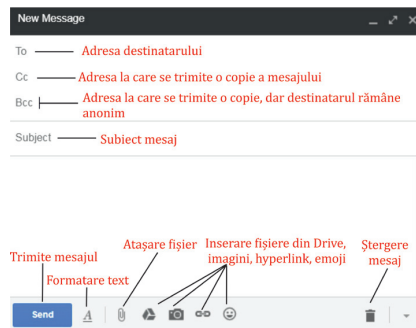 New Message
To Adresa destinatarului
Cc Adresa la care se trimite o copie a mesajului
Bcc Adresa la care se trimite o copie, dar destinatarul rămâne
anonim
Subject Subiect mesaj
Trimite mesajul
Formatare text
Atașare fișier
Inserare fișiere din Drive,
imagini, hyperlink, emoji
Ștergere
mesaj
Send A